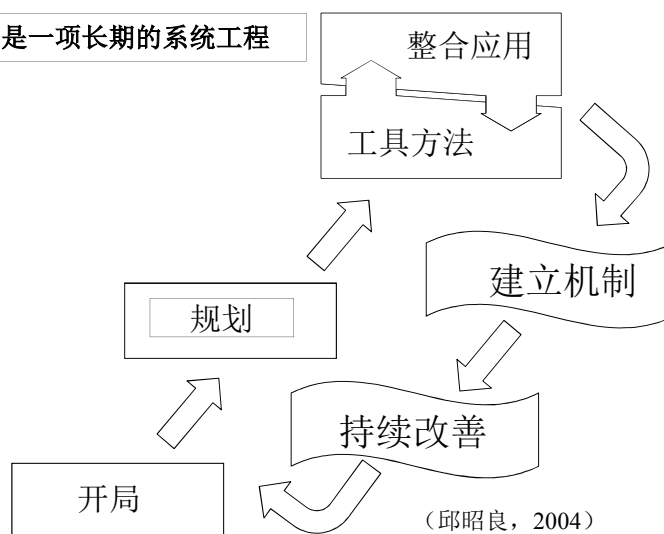 是一项长期的系统工程
整合应用
工具方法
建立机制
规划
持续改善
开局
（邱昭良，2004）